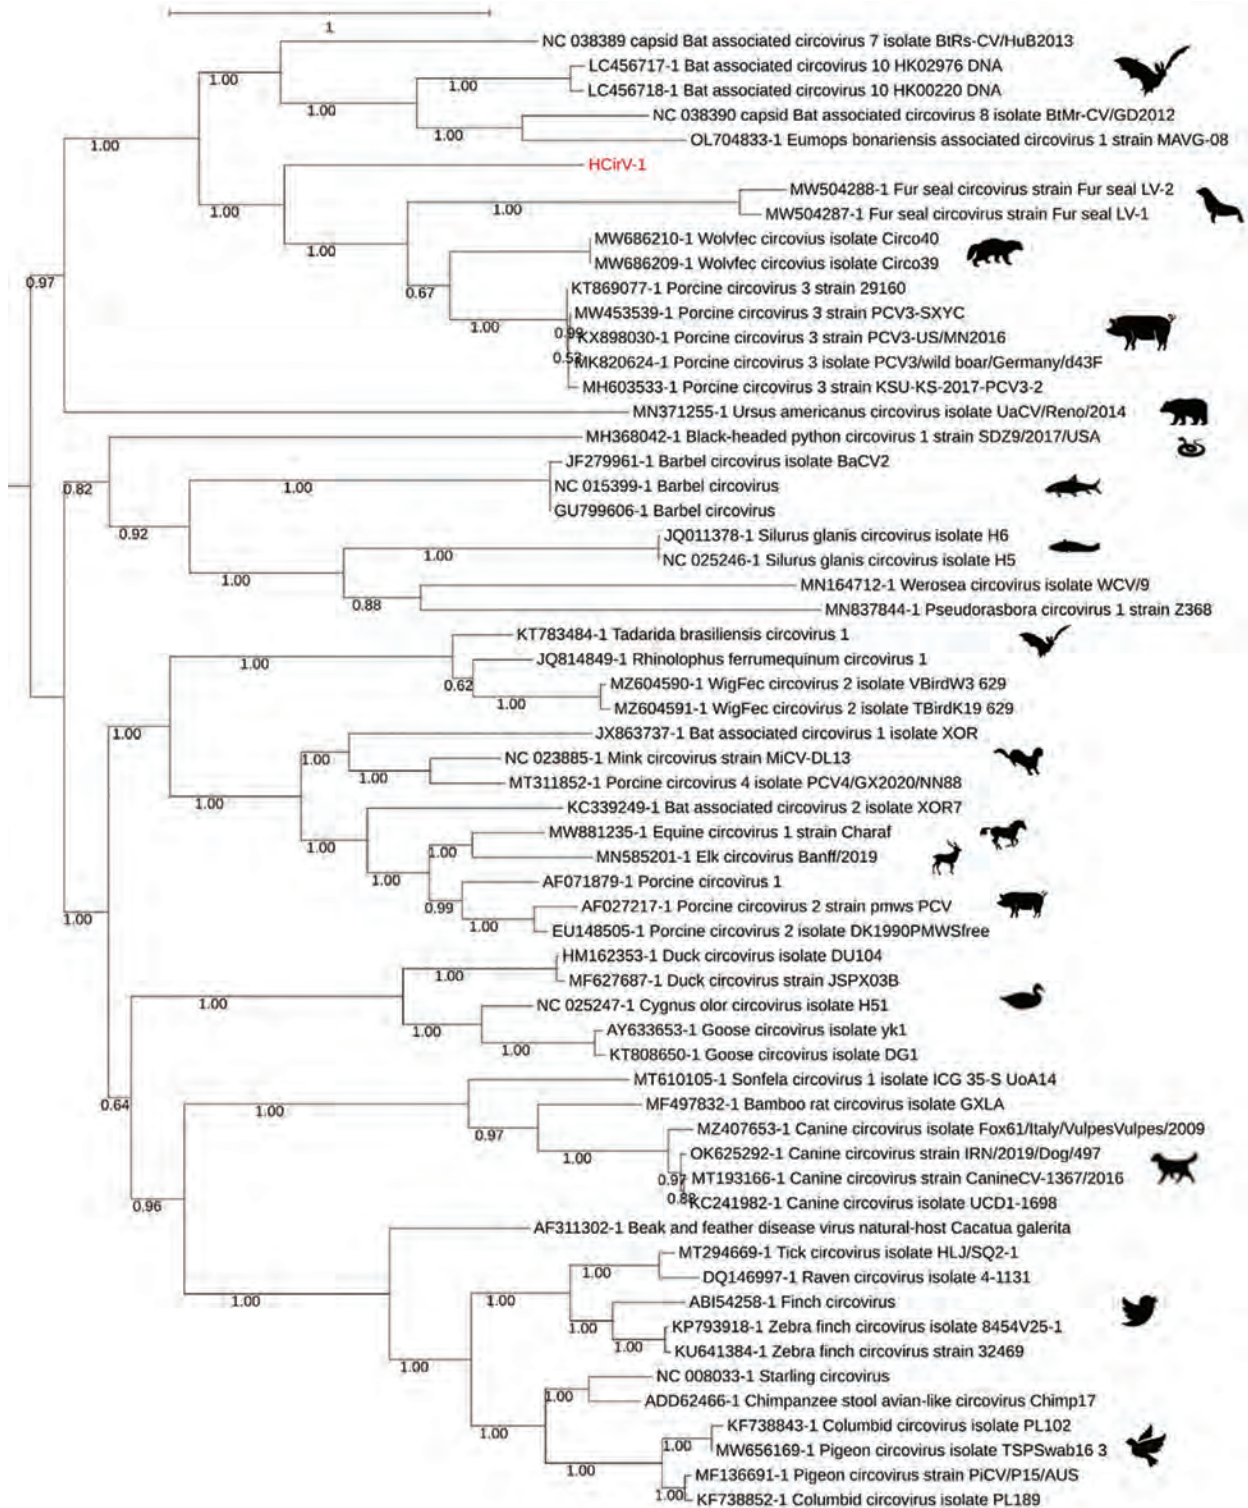 1
NC 038389 capsid Bat associated circovirus 7 isolate BtRs-CV/HuB2013
1.00
LC456717-1 Bat associated circovirus 10 HK02976 DNA
1.00
LC456718-1 Bat associated circovirus 10 HK00220 DNA
1.00
NC 038390 capsid Bat associated circovirus 8 isolate BtMr-CV/GD2012
1.00
OL704833-1 Eumops bonariensis associated circovirus 1 strain MAVG-08
1.00
HCirV-1
MW504288-1 Fur seal circovirus strain Fur seal LV-2
1.00
1.00
MW504287-1 Fur seal circovirus strain Fur seal LV-1
MW686210-1 Wolvfec circovius isolate Circo40
1.00
MW686209-1 Wolvfec circovius isolate Circo39
0.97
0.67
KT869077-1 Porcine circovirus 3 strain 29160
MW453539-1 Porcine circovirus 3 strain PCV3-SXYC
1.00
0.99
KX898030-1 Porcine circovirus 3 strain PCV3-US/MN2016
0.52
MK820624-1 Porcine circovirus 3 isolate PCV3/wild boar/Germany/d43F
MH603533-1 Porcine circovirus 3 strain KSU-KS-2017-PCV3-2
MN371255-1 Ursus americanus circovirus isolate UaCV/Reno/2014
MH368042-1 Black-headed python circovirus 1 strain SDZ9/2017/USA
JF279961-1 Barbel circovirus isolate BaCV2
0.82
1.00
NC 015399-1 Barbel circovirus
GU799606-1 Barbel circovirus
0.92
JQ011378-1 Silurus glanis circovirus isolate H6
1.00
NC 025246-1 Silurus glanis circovirus isolate H5
1.00
MN164712-1 Werosea circovirus isolate WCV/9
0.88
MN837844-1 Pseudorasbora circovirus 1 strain Z368
KT783484-1 Tadarida brasiliensis circovirus 1
1.00
JQ814849-1 Rhinolophus ferrumequinum circovirus 1
0.62
MZ604590-1 WigFec circovirus 2 isolate VBirdW3 629
1.00
MZ604591-1 WigFec circovirus 2 isolate TBirdK19 629
1.00
JX863737-1 Bat associated circovirus 1 isolate XOR
1.00
NC 023885-1 Mink circovirus strain MiCV-DL13
1.00
MT311852-1 Porcine circovirus 4 isolate PCV4/GX2020/NN88
1.00
KC339249-1 Bat associated circovirus 2 isolate XOR7
MW881235-1 Equine circovirus 1 strain Charaf
1.00
1.00
MN585201-1 Elk circovirus Banff/2019
1.00
AF071879-1 Porcine circovirus 1
0.99
AF027217-1 Porcine circovirus 2 strain pmws PCV
1.00
1.00
EU148505-1 Porcine circovirus 2 isolate DK1990PMWSfree
HM162353-1 Duck circovirus isolate DU104
1.00
MF627687-1 Duck circovirus strain JSPX03B
1.00
NC 025247-1 Cygnus olor circovirus isolate H51
1.00
AY633653-1 Goose circovirus isolate yk1
1.00
KT808650-1 Goose circovirus isolate DG1
MT610105-1 Sonfela circovirus 1 isolate ICG 35-S UoA14
0.64
1.00
MF497832-1 Bamboo rat circovirus isolate GXLA
0.97
MZ407653-1 Canine circovirus isolate Fox61/Italy/VulpesVulpes/2009
1.00
OK625292-1 Canine circovirus strain IRN/2019/Dog/497
0.97
MT193166-1 Canine circovirus strain CanineCV-1367/2016
0.88
KC241982-1 Canine circovirus isolate UCD1-1698
0.96
AF311302-1 Beak and feather disease virus natural-host Cacatua galerita
MT294669-1 Tick circovirus isolate HLJ/SQ2-1
1.00
DQ146997-1 Raven circovirus isolate 4-1131
1.00
1.00
ABI54258-1 Finch circovirus
1.00
KP793918-1 Zebra finch circovirus isolate 8454V25-1
1.00
KU641384-1 Zebra finch circovirus strain 32469
1.00
NC 008033-1 Starling circovirus
1.00
ADD62466-1 Chimpanzee stool avian-like circovirus Chimp17
KF738843-1 Columbid circovirus isolate PL102
1.00
1.00
MW656169-1 Pigeon circovirus isolate TSPSwab16 3
1.00
MF136691-1 Pigeon circovirus strain PiCV/P15/AUS
1.00
KF738852-1 Columbid circovirus isolate PL189